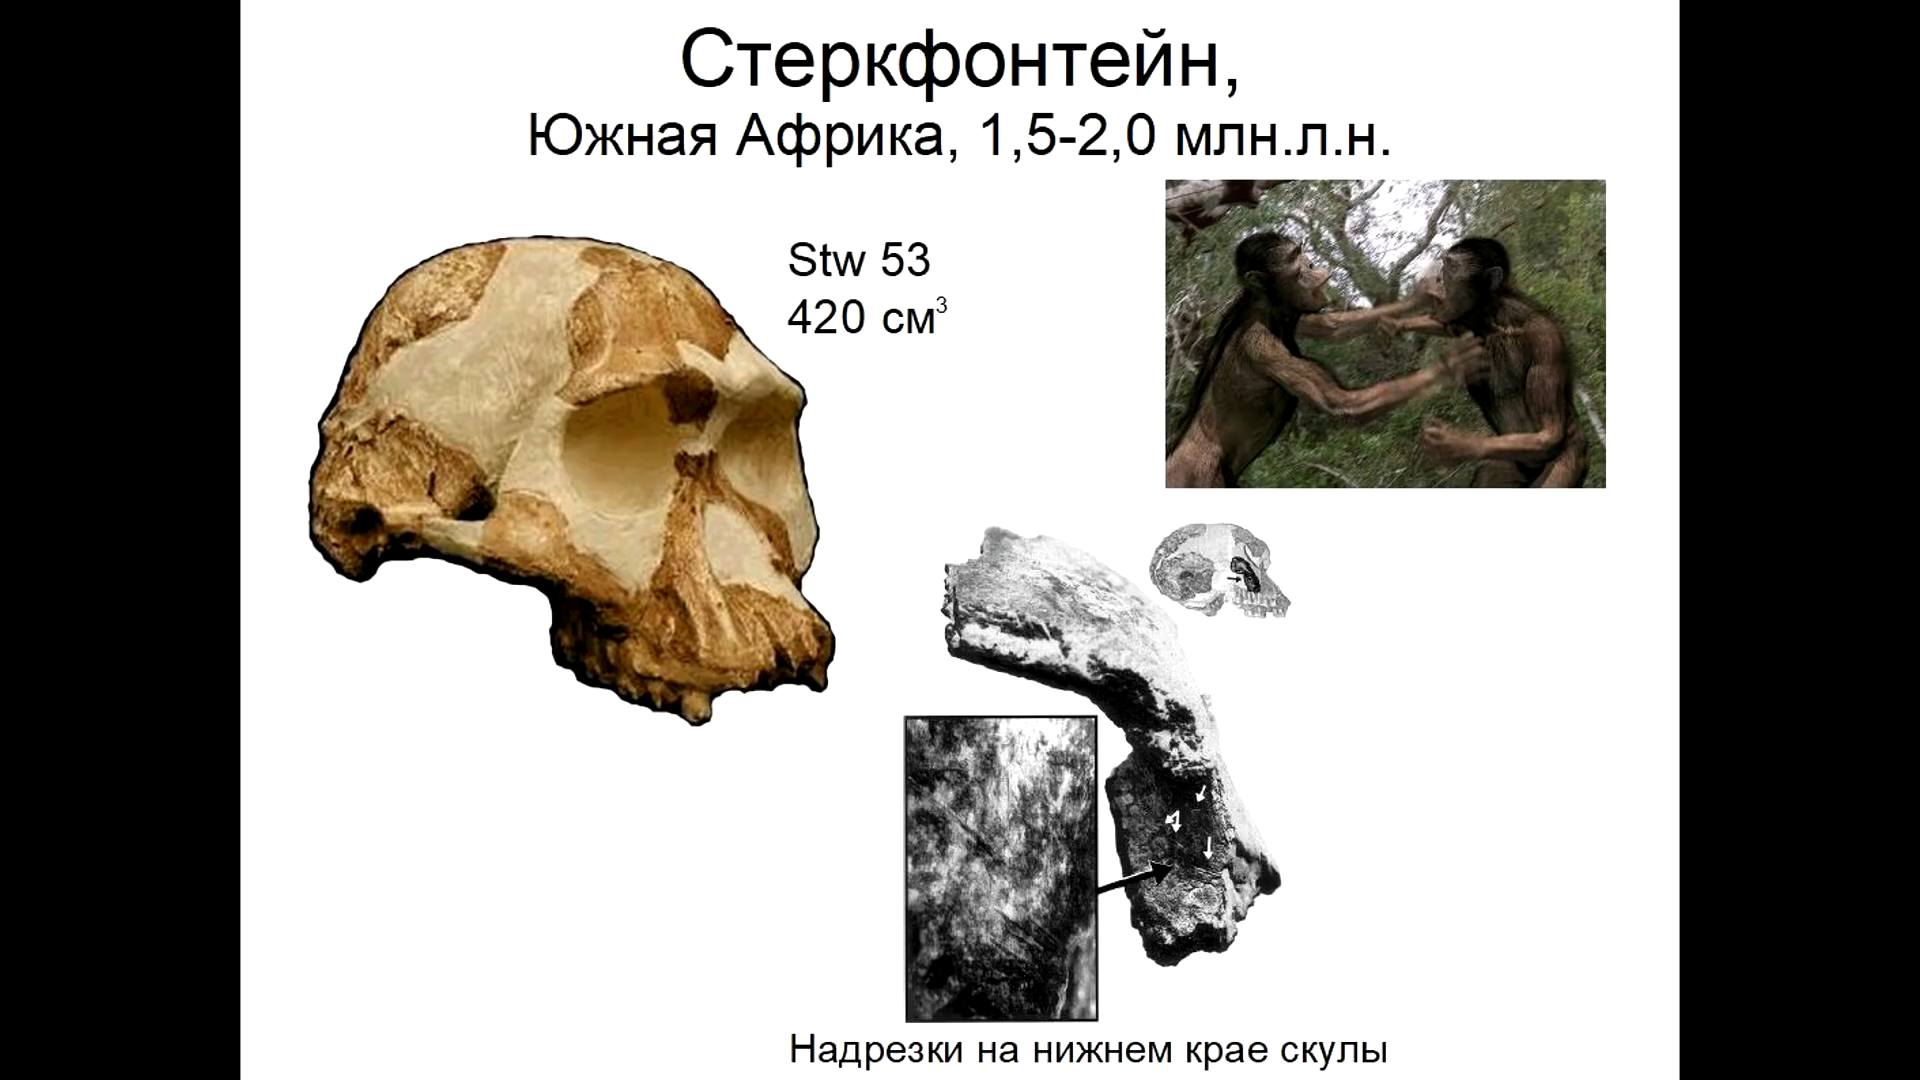 Стеркфонтейн,
Южная Африка, 1,5-2,0 млн.л.н.
Stw 53
420 см³
Надрезки на нижнем крае скулы